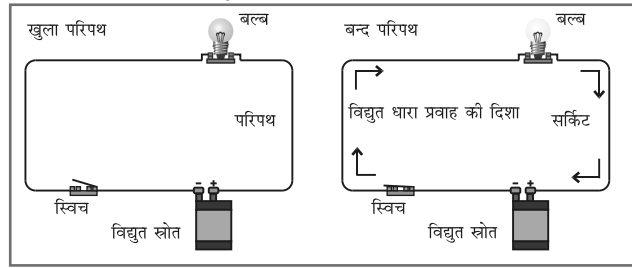 खुला परिपथ
बल्ब
परिपथ
स्विच
- +
विद्युत स्रोत
बन्द परिपथ
बल्ब
विद्युत धारा प्रवाह की दिशा
सर्किट
स्विच
- +
विद्युत स्रोत